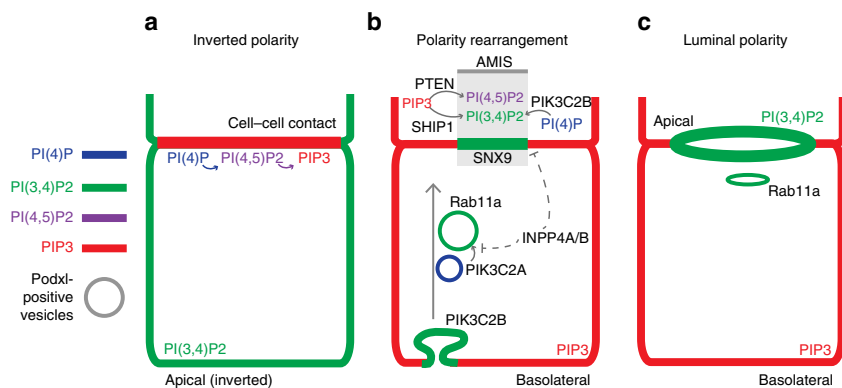 a
Inverted polarity
Cell–cell contact
PI(4)P PI(4,5)P2 PIP3
PI(4)P
PI(3,4)P2
PI(4,5)P2
PIP3
Podxl-
positive
vesicles
PI(3,4)P2
Apical (inverted)
b
Polarity rearrangement
AMIS
PTEN
PIP3
SHIP1
PI(4,5)P2
PI(3,4)P2
PIK3C2B
PI(4)P
SNX9
Rab11a
INPP4A/B
PIK3C2A
PIK3C2B
PIP3
Basolateral
c
Luminal polarity
Apical
PI(3,4)P2
Rab11a
PIP3
Basolateral